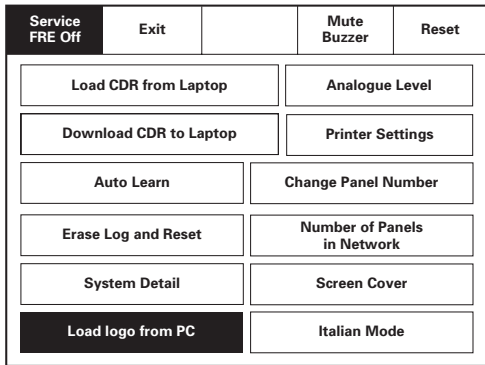 Service
FRE Off
Exit
Mute
Buzzer
Reset
Load CDR from Laptop
Analogue Level
Download CDR to Laptop
Printer Settings
Auto Learn
Change Panel Number
Erase Log and Reset
Number of Panels
in Network
System Detail
Screen Cover
Load logo from PC
Italian Mode